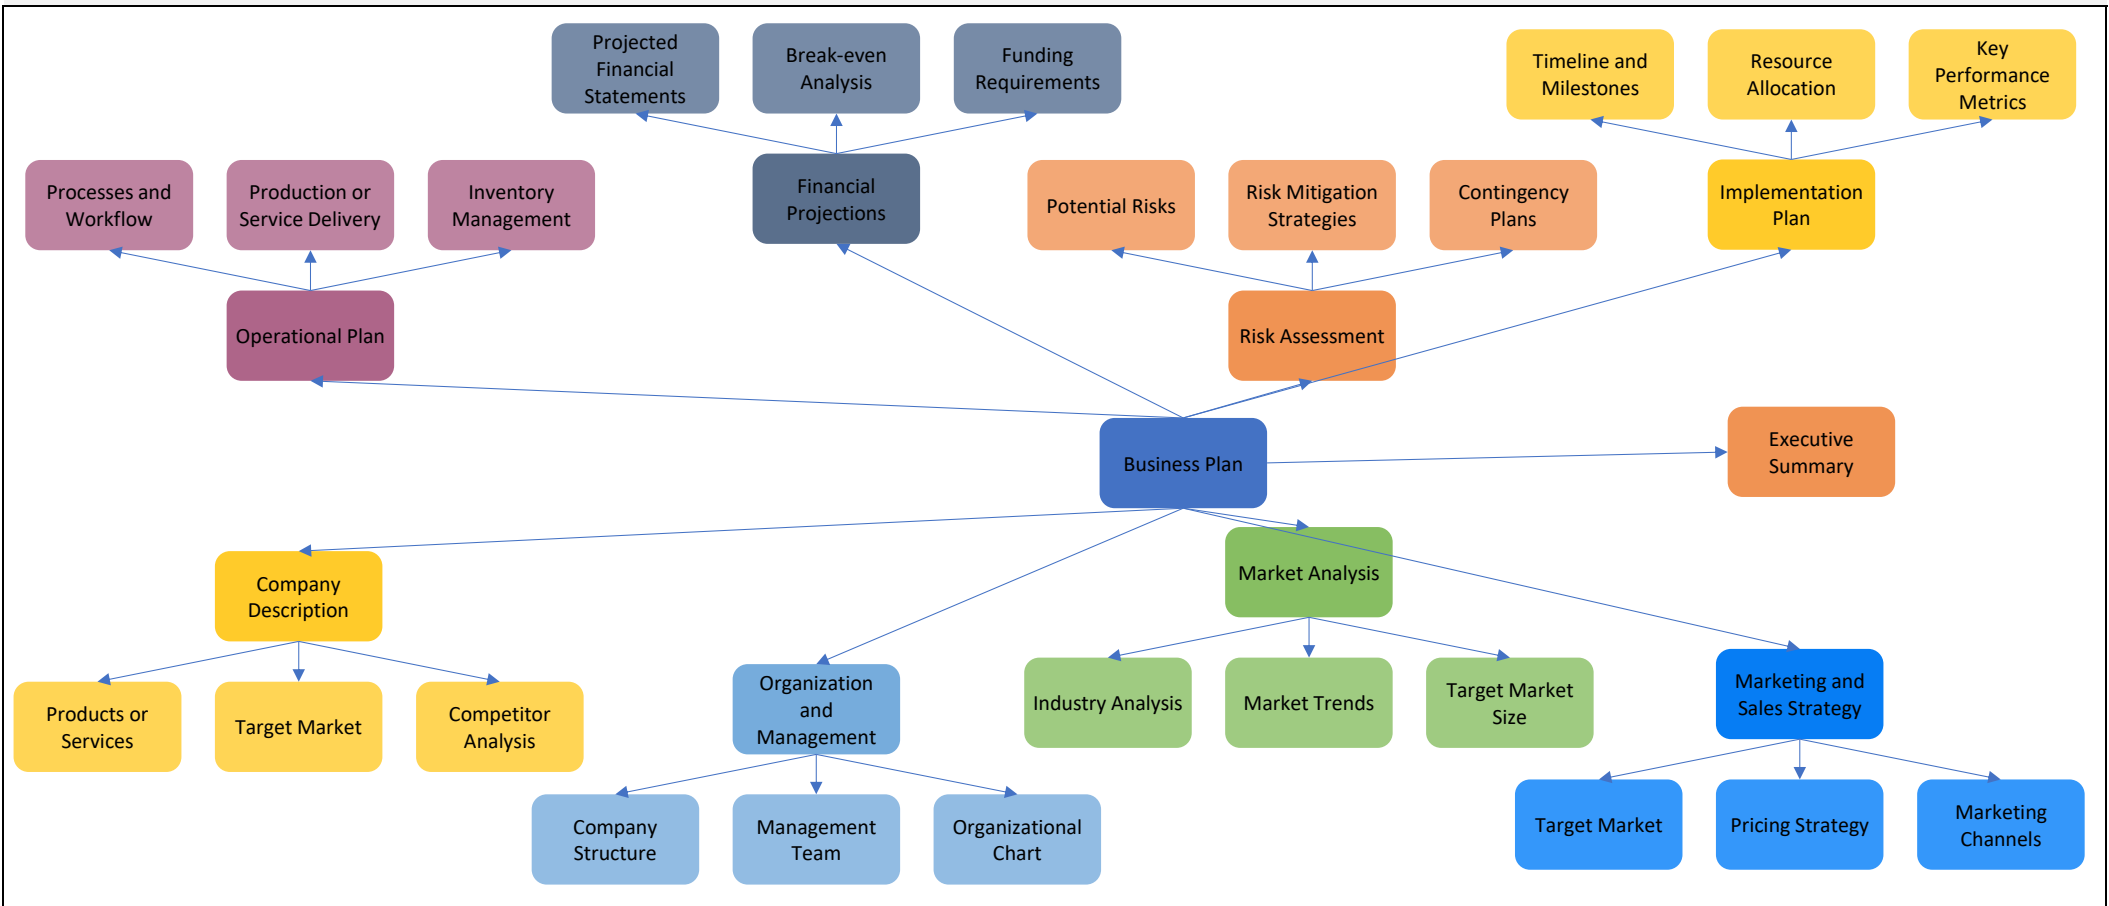 Projected
Financial
Statements
Break-even
Analysis
Funding
Requirements
Timeline and
Milestones
Resource
Allocation
Key
Performance
Metrics
Processes and
Workflow
Production or
Service Delivery
Inventory
Management
Financial
Projections
Potential Risks
Risk Mitigation
Strategies
Contingency
Plans
Implementation
Plan
Operational Plan
Risk Assessment
Business Plan
Executive
Summary
Company
Description
Market Analysis
Products or
Services
Target Market
Competitor
Analysis
Organization
and
Management
Industry Analysis
Market Trends
Target Market
Size
Marketing and
Sales Strategy
Company
Structure
Management
Team
Organizational
Chart
Target Market
Pricing Strategy
Marketing
Channels